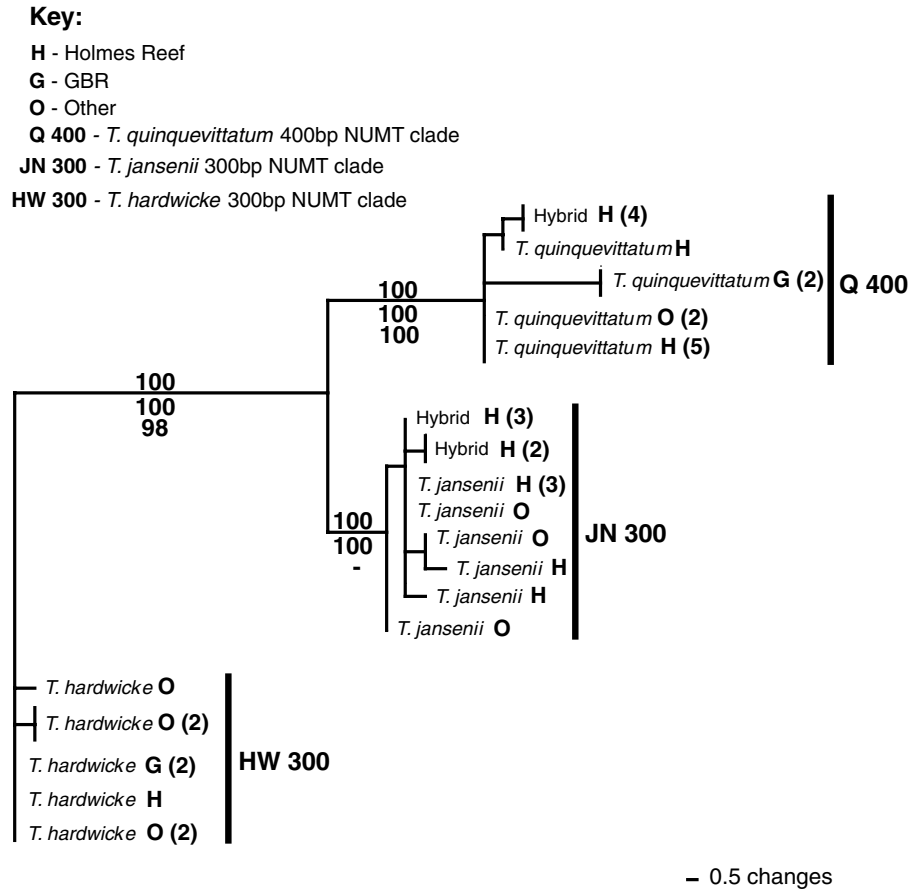 Key:
H - Holmes Reef
G - GBR
O - Other
Q 400 - T. quinquevittatum 400bp NUMT clade
JN 300 - T. jansenii 300bp NUMT clade
HW 300 - T. hardwicke 300bp NUMT clade
Hybrid H (4)
T. quinquevittatum H
T. quinquevittatum G (2)
T. quinquevittatum O (2)
T. quinquevittatum H (5)
Q 400
100
100
100
100
100
98
Hybrid H (3)
Hybrid H (2)
T. jansenii H (3)
T. jansenii O
T. jansenii O
T. jansenii H
T. jansenii H
T. jansenii O
JN 300
100
100
-
T. hardwicke O
T. hardwicke O (2)
T. hardwicke G (2)
T. hardwicke H
T. hardwicke O (2)
HW 300
0.5 changes